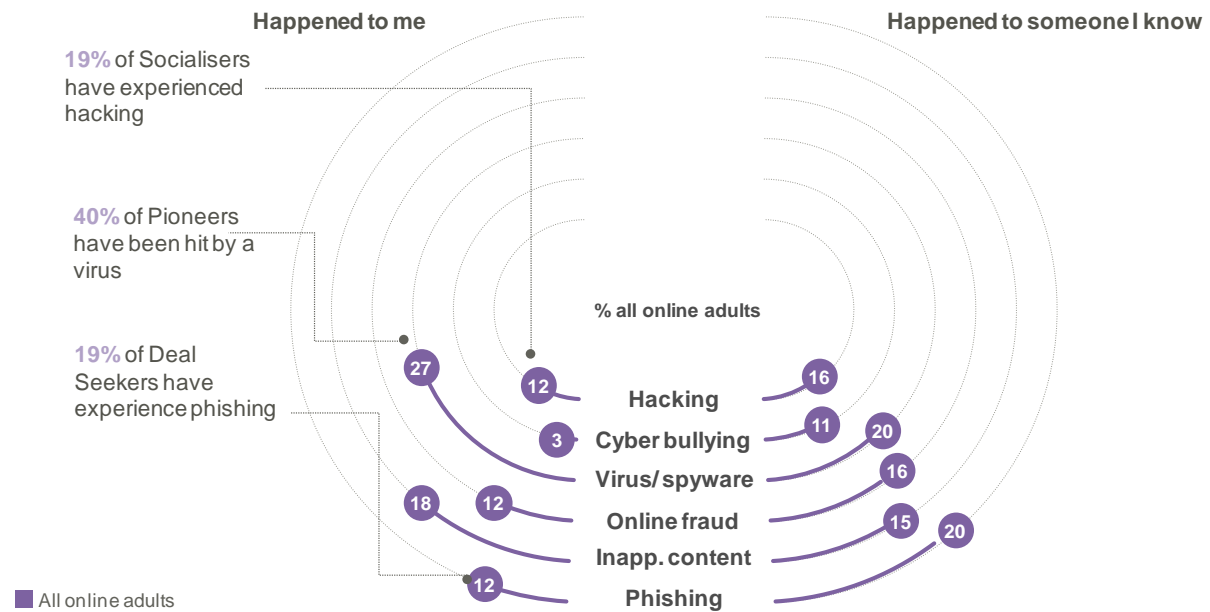 Happened to me
Happened to someone I know
19% of Socialisers
have experienced
hacking
40% of Pioneers
have been hit by a
virus
19% of Deal
Seekers have
experience phishing
% all online adults
12 Hacking 16
3 Cyber bullying 11
27 Virus/ spyware 20
12 Online fraud 16
18 Inapp. content 15
12 Phishing 20
All online adults